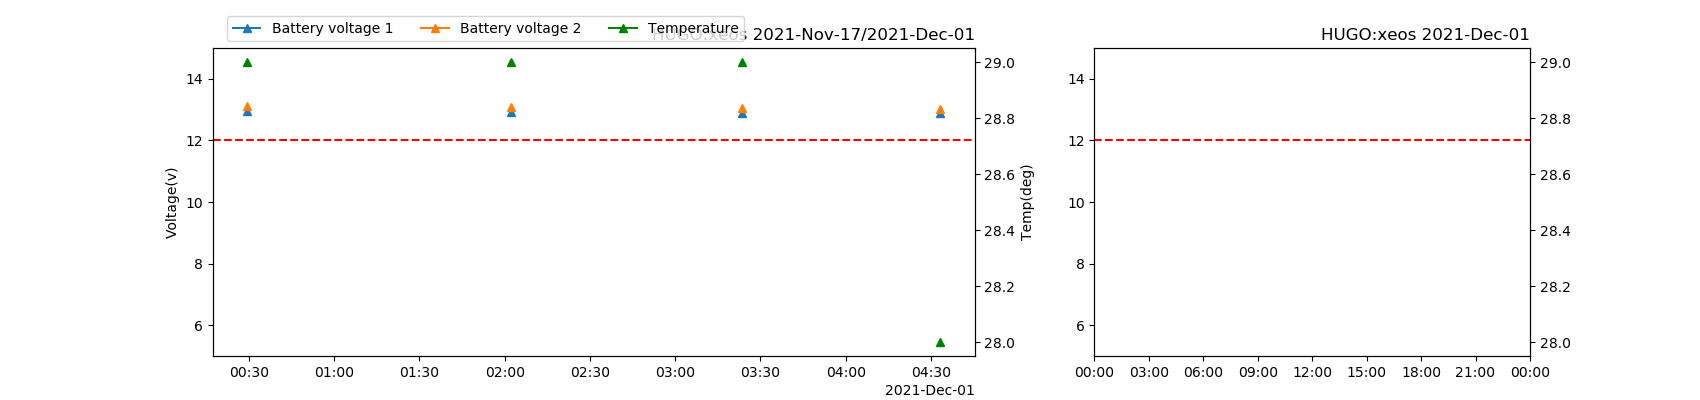 Battery voltage 1 Battery voltage 2 Temperature
HUGO:xeos 2021-Nov-17/2021-Dec-01
HUGO:xeos 2021-Dec-01
14
12
10
8
6
Voltage(v)
29.0
28.8
28.6
28.4
28.2
28.0
Temp(deg)
00:30 01:00 01:30 02:00 02:30 03:00 03:30 04:00 04:30
2021-Dec-01
14
12
10
8
6
29.0
28.8
28.6
28.4
28.2
28.0
00:00 03:00 06:00 09:00 12:00 15:00 18:00 21:00 00:00